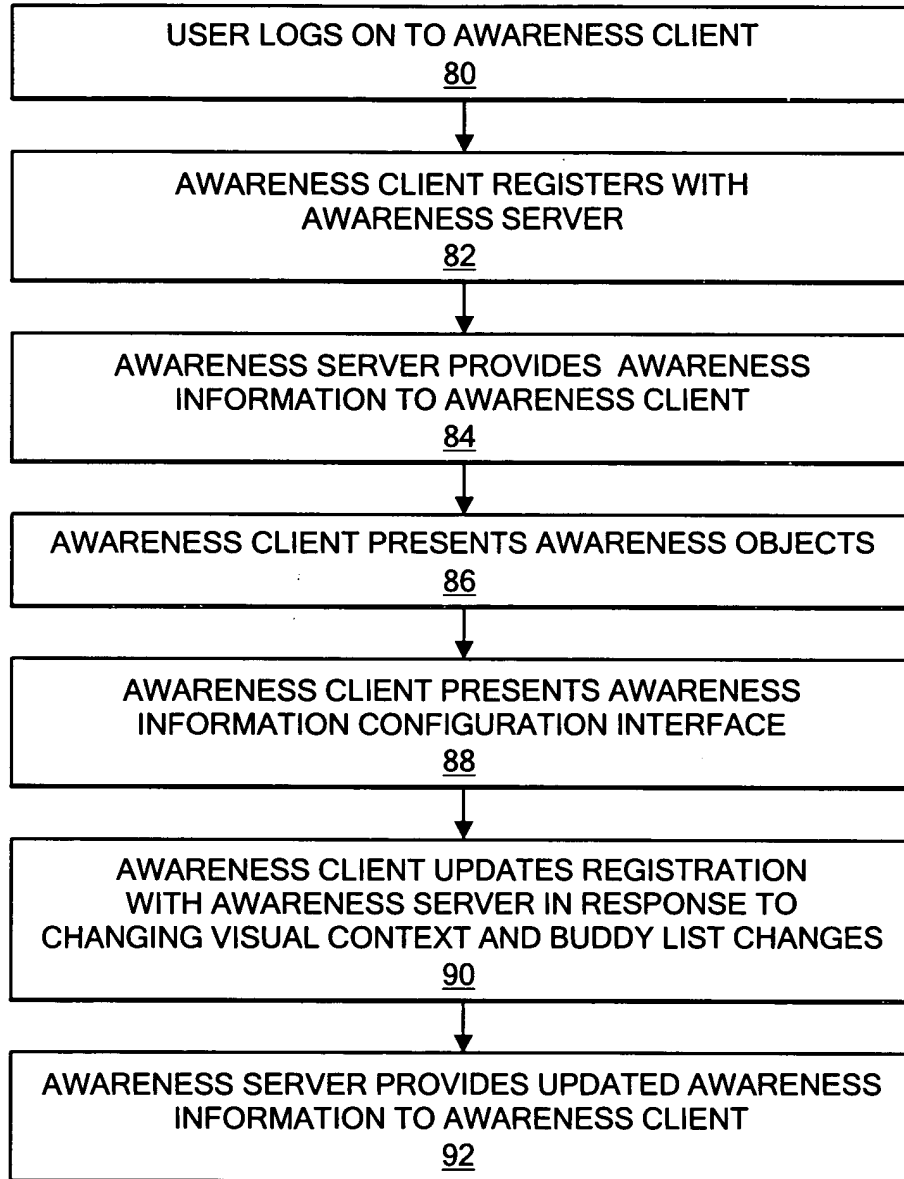 USER LOGS ON TO AWARENESS CLIENT
80
AWARENESS CLIENT REGISTERS WITH
AWARENESS SERVER
82
AWARENESS SERVER PROVIDES AWARENESS
INFORMATION TO AWARENESS CLIENT
84
AWARENESS CLIENT PRESENTS AWARENESS OBJECTS
86
AWARENESS CLIENT PRESENTS AWARENESS
INFORMATION CONFIGURATION INTERFACE
88
AWARENESS CLIENT UPDATES REGISTRATION
WITH AWARENESS SERVER IN RESPONSE TO
CHANGING VISUAL CONTEXT AND BUDDY LIST CHANGES
90
AWARENESS SERVER PROVIDES UPDATED AWARENESS
INFORMATION TO AWARENESS CLIENT
92